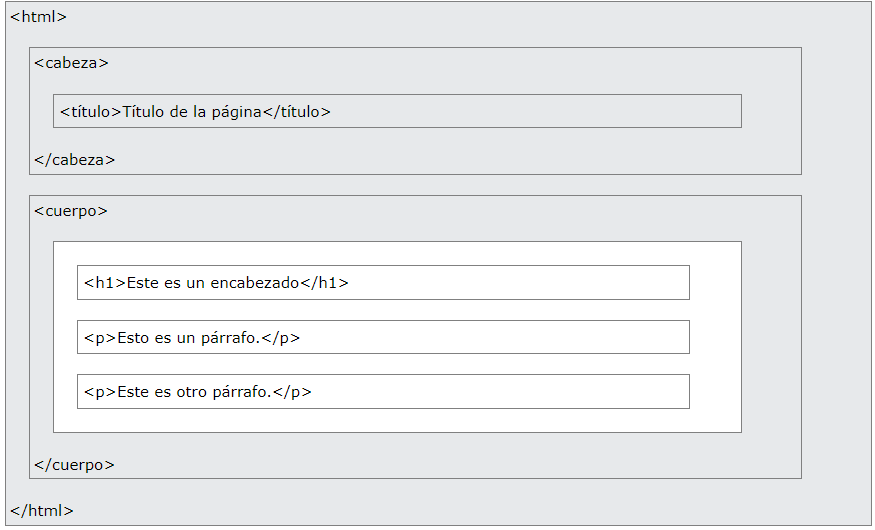 <html>
<cabeza>
<título>Título de la página</título>
</cabeza>
<cuerpo>
<h1>Este es un encabezado</h1>
<p>Esto es un párrafo.</p>
<p>Este es otro párrafo.</p>
</cuerpo>
</html>